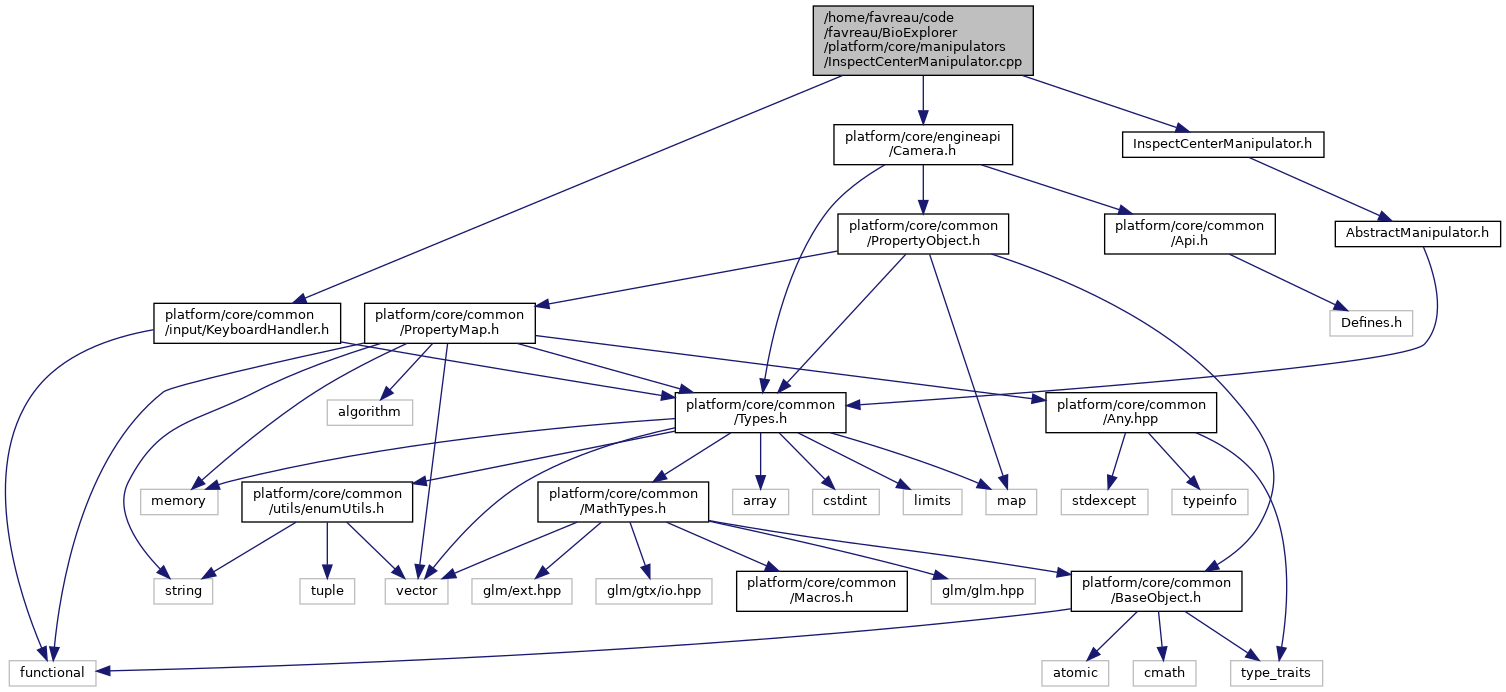 /home/favreau/code
/favreau/BioExplorer
/platform/core/manipulators
/InspectCenterManipulator.cpp
platform/core/engineapi
/Camera.h
InspectCenterManipulator.h
platform/core/common
/PropertyObject.h
platform/core/common
/Api.h
AbstractManipulator.h
platform/core/common
/input/KeyboardHandler.h
platform/core/common
/PropertyMap.h
Defines.h
algorithm
platform/core/common
/Types.h
platform/core/common
/Any.hpp
memory
platform/core/common
/utils/enumUtils.h
platform/core/common
/MathTypes.h
array
cstdint
limits
map
stdexcept
typeinfo
string
tuple
vector
glm/ext.hpp
glm/gtx/io.hpp
platform/core/common
/Macros.h
glm/glm.hpp
platform/core/common
/BaseObject.h
functional
atomic
cmath
type_traits